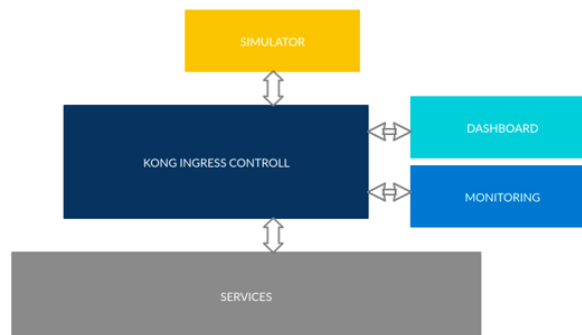 SIMULATOR
KONG INGRESS CONTROLL
DASHBOARD
MONITORING
SERVICES